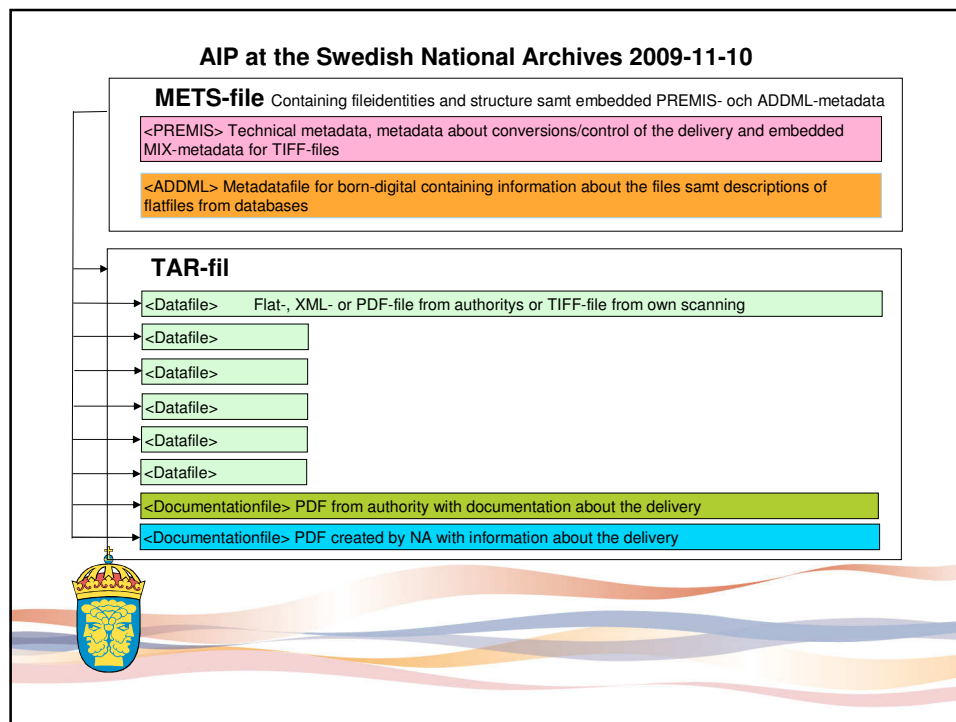 AIP at the Swedish National Archives 2009-11-10
METS-file Containing fileidentities and structure samt embedded PREMIS- och ADDML-metadata
<PREMIS> Technical metadata, metadata about conversions/control of the delivery and embedded
MIX-metadata for TIFF-files
<ADDML> Metadatafile for born-digital containing information about the files samt descriptions of
flatfiles from databases
TAR-fil
<Datafile> Flat-, XML- or PDF-file from authoritys or TIFF-file from own scanning
<Datafile>
<Datafile>
<Datafile>
<Datafile>
<Datafile>
<Documentationfile> PDF from authority with documentation about the delivery
<Documentationfile> PDF created by NA with information about the delivery